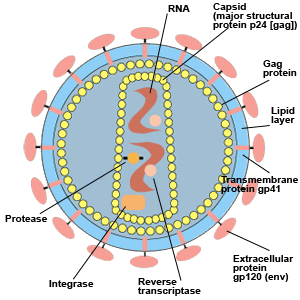 RNA
Capsid
(major structural
protein p24 [gag])
Gag
protein
Lipid
layer
Transmembrane
protein gp41
Protease
Extracellular
protein
gp120 (env)
Integrase
Reverse
transcriptase